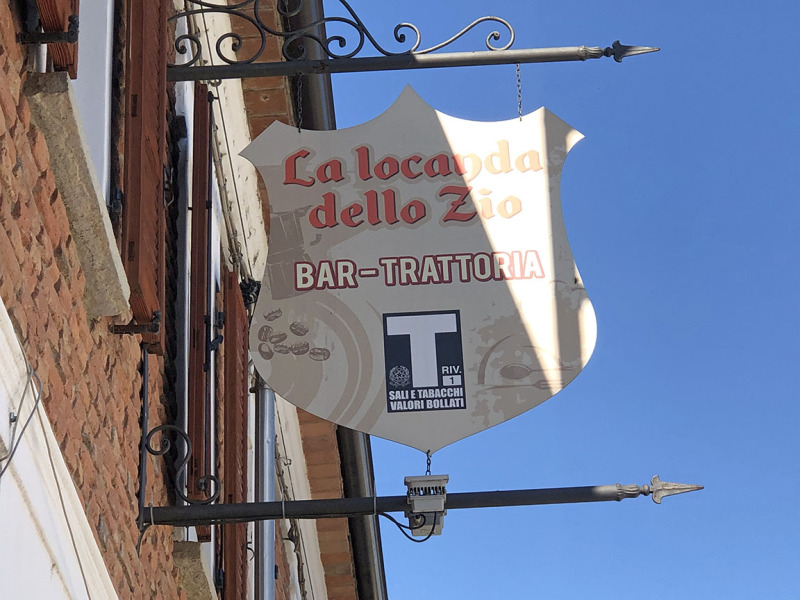 La locanda
dello Zio
BAR-TRATTORIA
T
RIV.
1
SALI E TABACCHI
VALORI BOLLATI